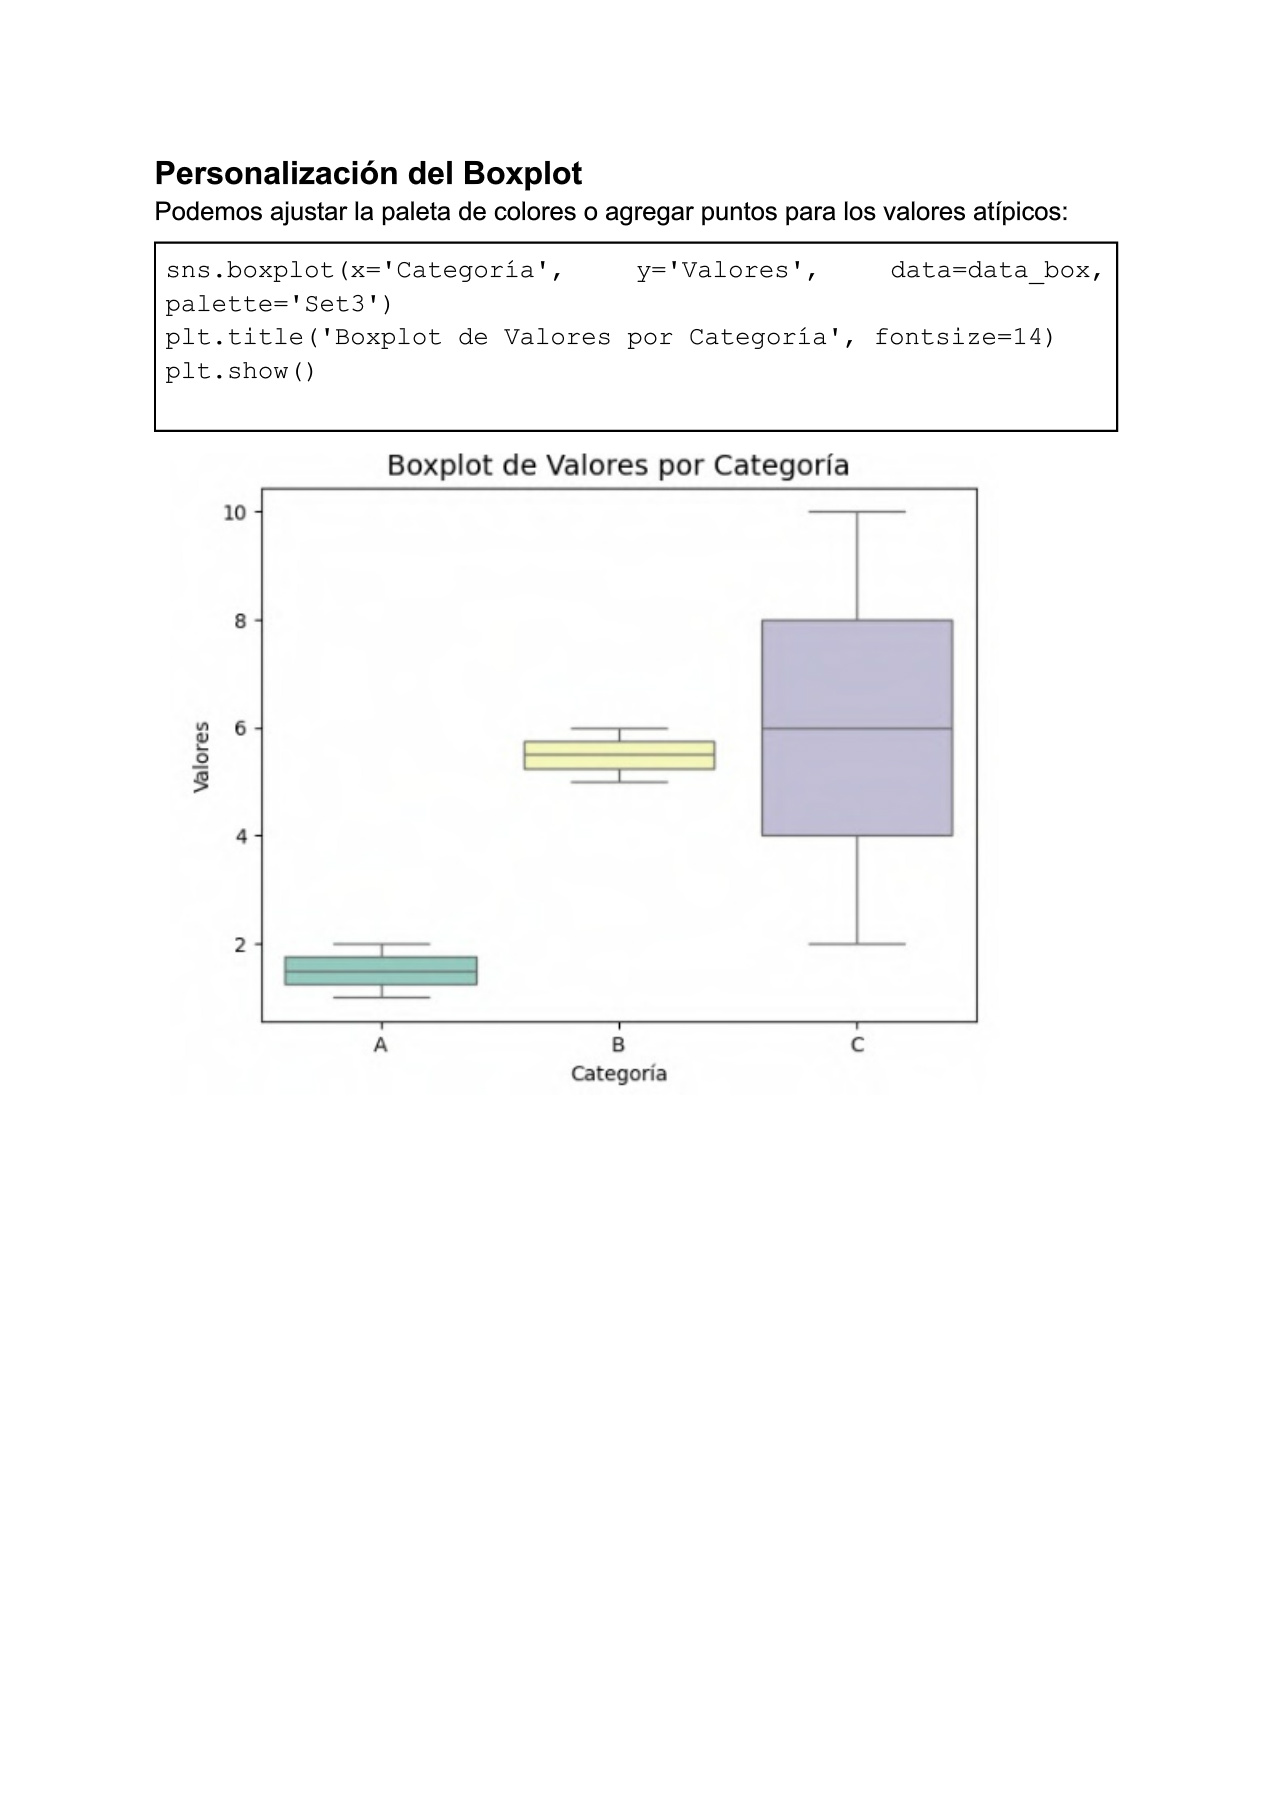 Personalización del Boxplot
Podemos ajustar la paleta de colores o agregar puntos para los valores atípicos:
sns.boxplot(x='Categoría', y='Valores', data=data_box,
palette='Set3')
plt.title('Boxplot de Valores por Categoría', fontsize=14)
plt.show()
Boxplot de Valores por Categoría
10
8
6
4
2
Valores
A B C
Categoría